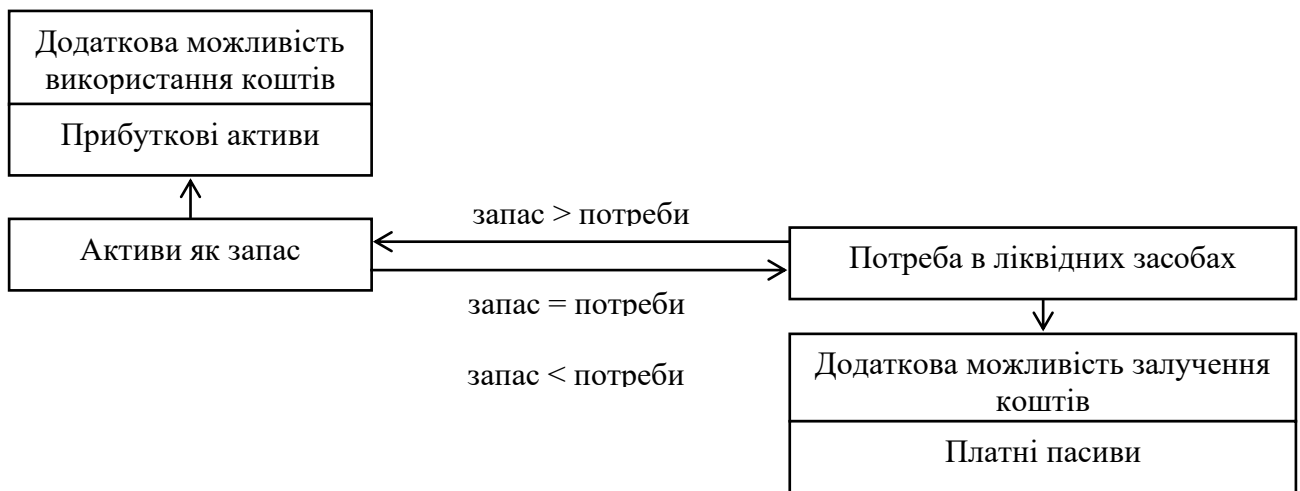 Додаткова можливість
використання коштів
Прибуткові активи
Активи як запас
запас > потреби
запас = потреби
запас < потреби
Потреба в ліквідних засобах
Додаткова можливість залучення
коштів
Платні пасиви